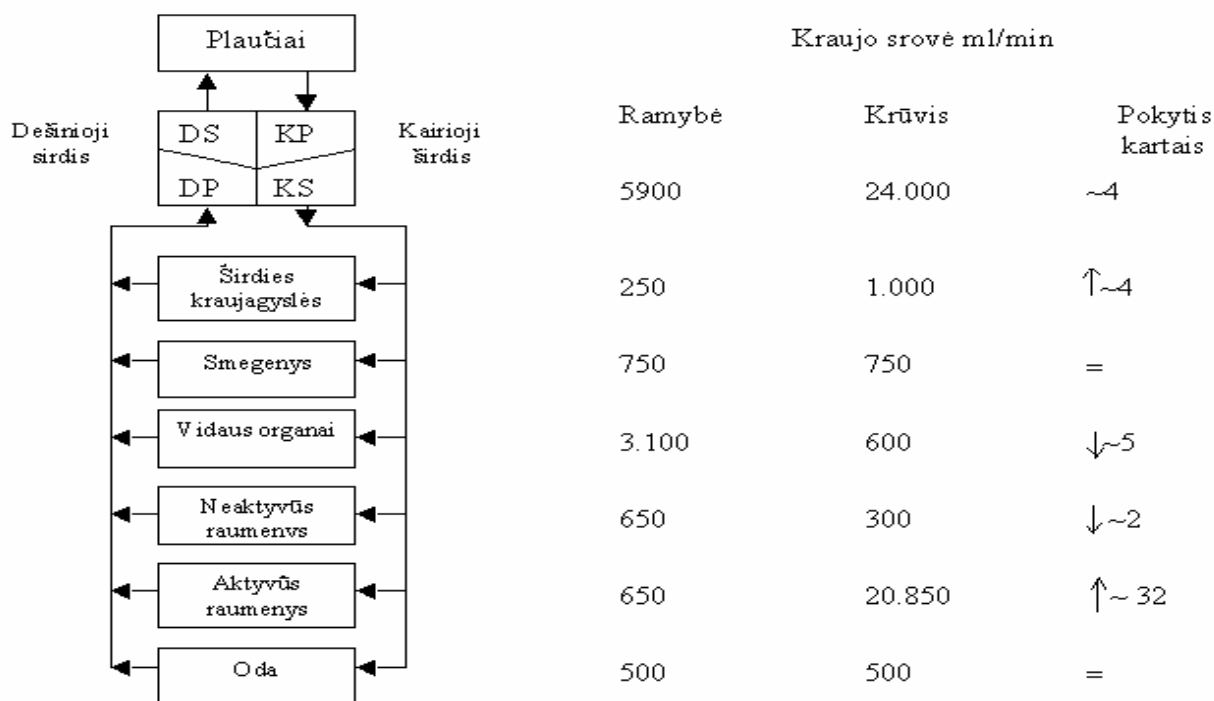 Plaučiai
Kraujo srovė ml/min
Dešinioji
sirdis
DS
KP
DP
KS
Kairioji
širdis
Ramybė
Krūvis
Pokytis
kartais
5900
24.000
~4
Širdies
kraujagyslės
250
1.000
↑~4
Smegenys
750
750
=
Vidaus organai
3.100
600
↓~5
Neaktyvūs
raumenys
650
300
↓~2
Aktyvūs
raumenys
650
20.850
↑~ 32
Oda
500
500
=